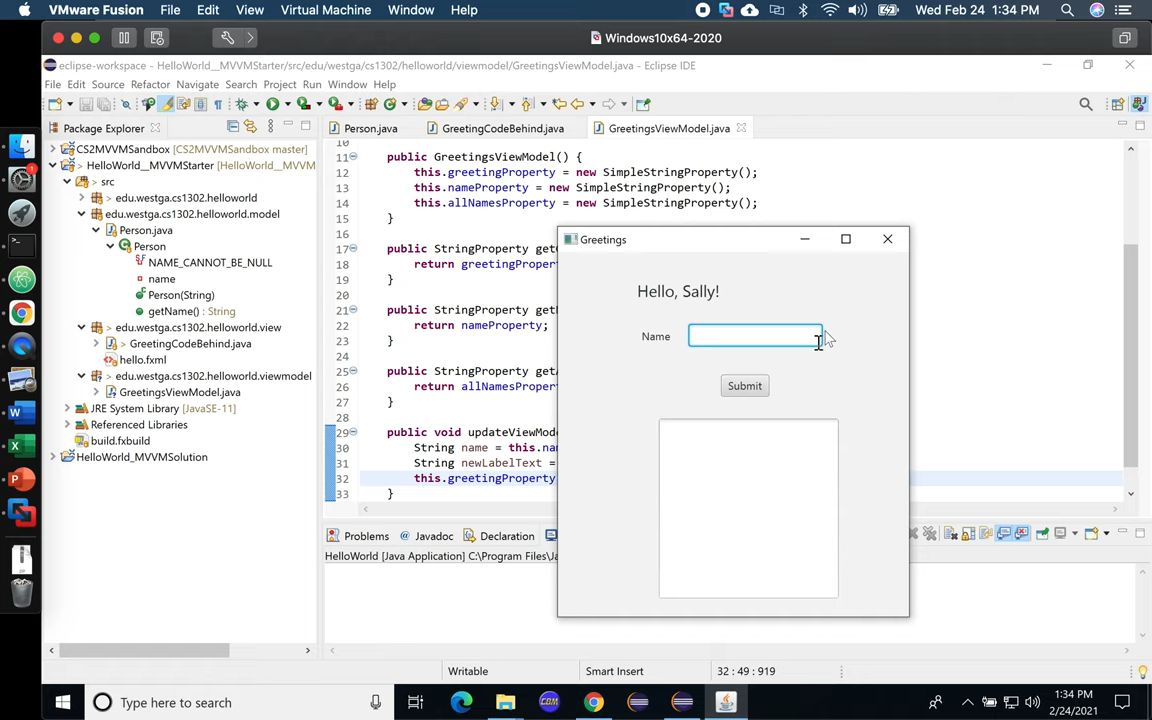 VMware Fusion File Edit View Virtual Machine Window Help Wed Feb 24 1:34 PM
Windows10x64-2020
eclipse-workspace - HelloWorld__MVVMStarter/src/edu/westga/cs1302/helloworld/viewmodel/GreetingsViewModel.java - Eclipse IDE
File Edit Source Refactor Navigate Search Project Run Window Help
Package Explorer
Person.java GreetingCodeBehind.java GreetingsViewModel.java
CS2MVVMSandbox [CS2MVVMSandbox master]
> HelloWorld__MVVMStarter [HelloWorld__MVVM
> src
> edu.westga.cs1302.helloworld
> edu.westga.cs1302.helloworld.model
> Person.java
> Person
NAME_CANNOT_BE_NULL
name
Person(String)
getName() : String
> edu.westga.cs1302.helloworld.view
> GreetingCodeBehind.java
hello.fxml
> edu.westga.cs1302.helloworld.viewmodel
GreetingsViewModel.java
JRE System Library [JavaSE-11]
Referenced Libraries
build.fxbuild
HelloWorld_MVVMSolution
10
11 public GreetingsViewModel() {
12 this.greetingProperty = new SimpleStringProperty();
13 this.nameProperty = new SimpleStringProperty();
14 this.allNamesProperty = new SimpleStringProperty();
15 }
16
17 public StringProperty get
18 return greetingProper
19 }
20
21 public StringProperty get
22 return nameProperty;
23 }
24
25 public StringProperty get
26 return allNamesProper
27 }
28
29 public void updateViewMod
30 String name = this.na
31 String newLabelText =
32 this.greetingProperty
33 }
Greetings
Hello, Sally!
Name
Submit
Problems @ Javadoc Declaration
HelloWorld [Java Application] C:\Program Files\Ja
Writable Smart Insert 32 : 49 : 919
Type here to search
1:34 PM
2/24/2021